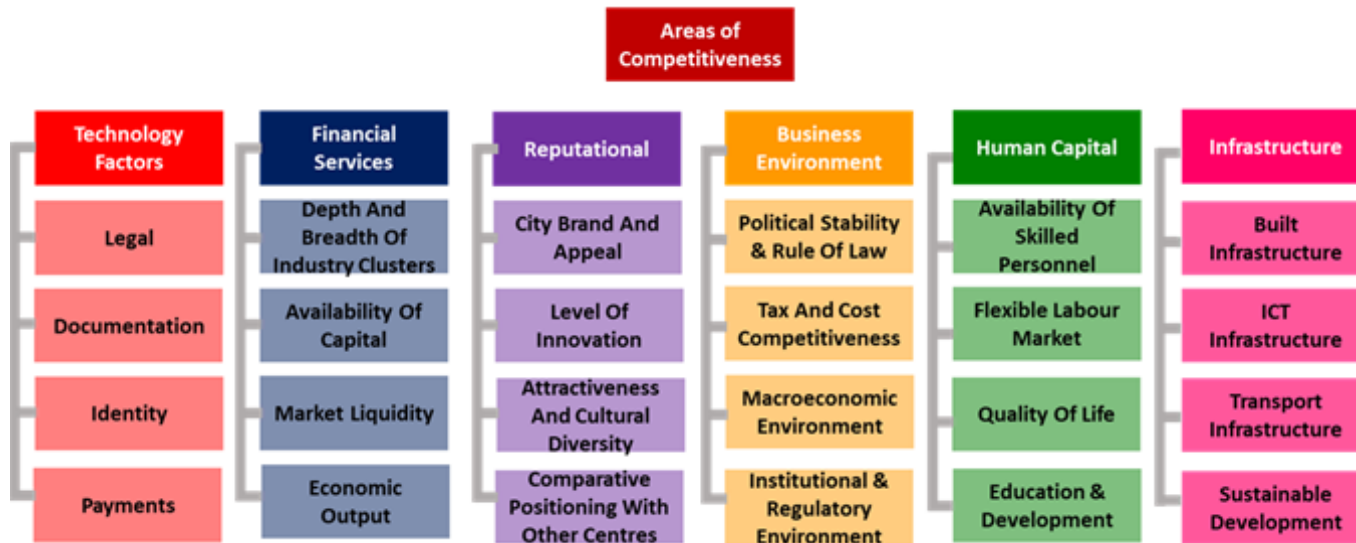 Areas of
Competitiveness
Technology
Factors
Legal
Documentation
Identity
Payments
Financial
Services
Depth And
Breadth Of
Industry Clusters
Availability Of
Capital
Market Liquidity
Economic
Output
Reputational
City Brand And
Appeal
Level Of
Innovation
Attractiveness
And Cultural
Diversity
Comparative
Positioning With
Other Centres
Business
Environment
Political Stability
& Rule Of Law
Tax And Cost
Competitiveness
Macroeconomic
Environment
Institutional &
Regulatory
Environment
Human Capital
Availability Of
Skilled
Personnel
Flexible Labour
Market
Quality Of Life
Education &
Development
Infrastructure
Built
Infrastructure
ICT
Infrastructure
Transport
Infrastructure
Sustainable
Development